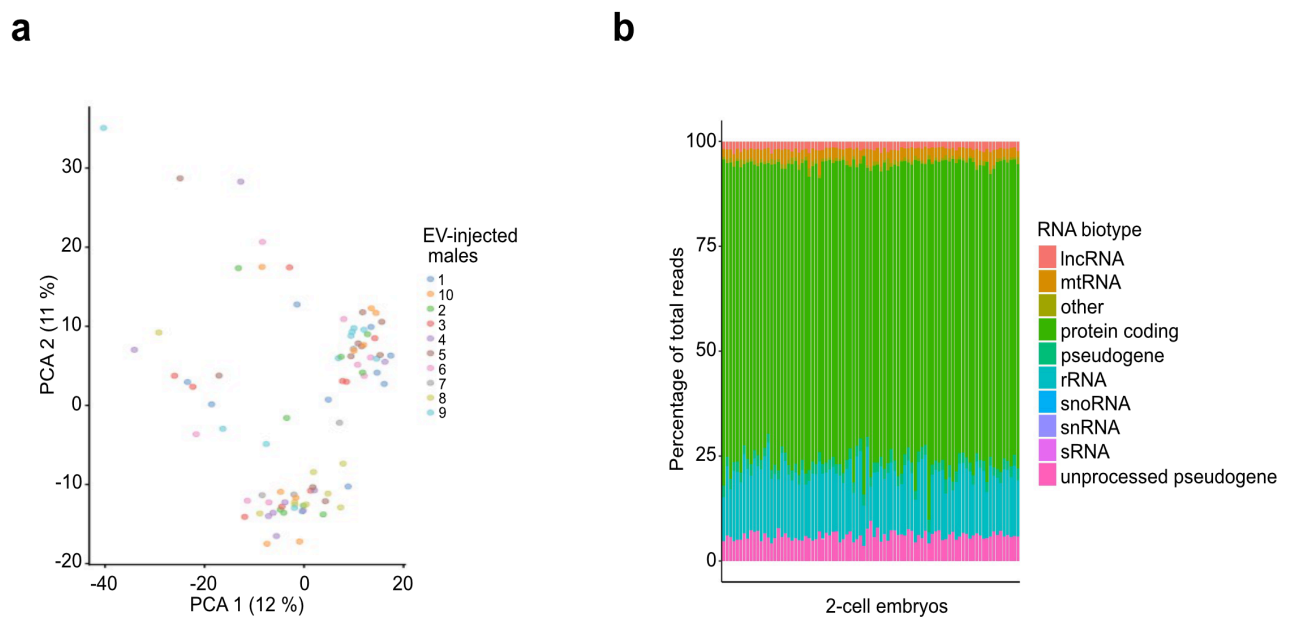 a
b
30
20
10
0
-10
-20
-40
-20
0
20
PCA 2 (11 %)
PCA 1 (12 %)
EV-injected
males
1
10
2
3
4
5
6
7
8
9
100
75
50
25
0
Percentage of total reads
2-cell embryos
RNA biotype
lncRNA
mtRNA
other
protein coding
pseudogene
rRNA
snoRNA
snRNA
sRNA
unprocessed pseudogene